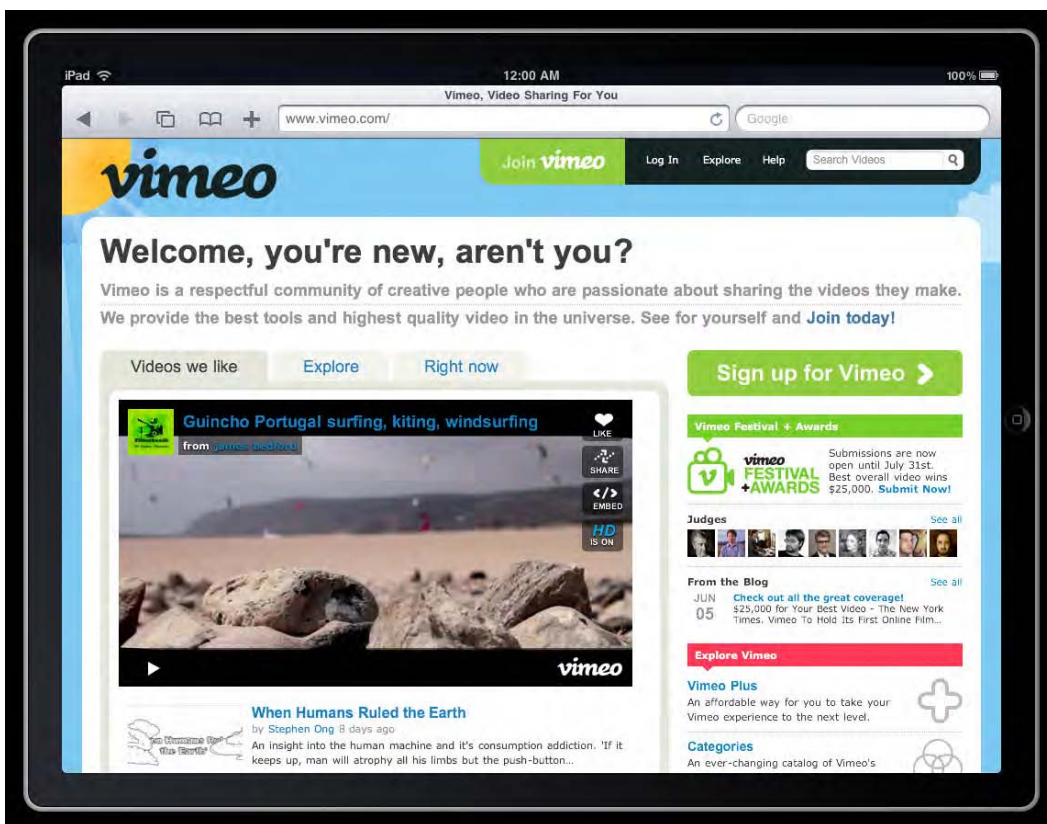 iPad
12:00 AM
100%
Vimeo, Video Sharing For You
www.vimeo.com/
Google
vimeo
Join vimeo
Log In
Explore
Help
Search Videos
Welcome, you're new, aren't you?
Vimeo is a respectful community of creative people who are passionate about sharing the videos they make.
We provide the best tools and highest quality video in the universe. See for yourself and Join today!
Videos we like
Explore
Right now
Sign up for Vimeo
Guincho Portugal surfing, kiting, windsurfing
from james bedford
LIKE
SHARE
</>
EMBED
HD
IS ON
vimeo
When Humans Ruled the Earth
by Stephen Ong 8 days ago
An insight into the human machine and it's consumption addiction. 'If it
keeps up, man will atrophy all his limbs but the push-button...
Vimeo Festival + Awards
vimeo
FESTIVAL
+AWARDS
Submissions are now
open until July 31st.
Best overall video wins
$25,000. Submit Now!
Judges
See all
From the Blog
See all
JUN
05
Check out all the great coverage!
$25,000 for Your Best Video - The New York
Times. Vimeo To Hold Its First Online Film...
Explore Vimeo
Vimeo Plus
An affordable way for you to take your
Vimeo experience to the next level.
Categories
An ever-changing catalog of Vimeo's